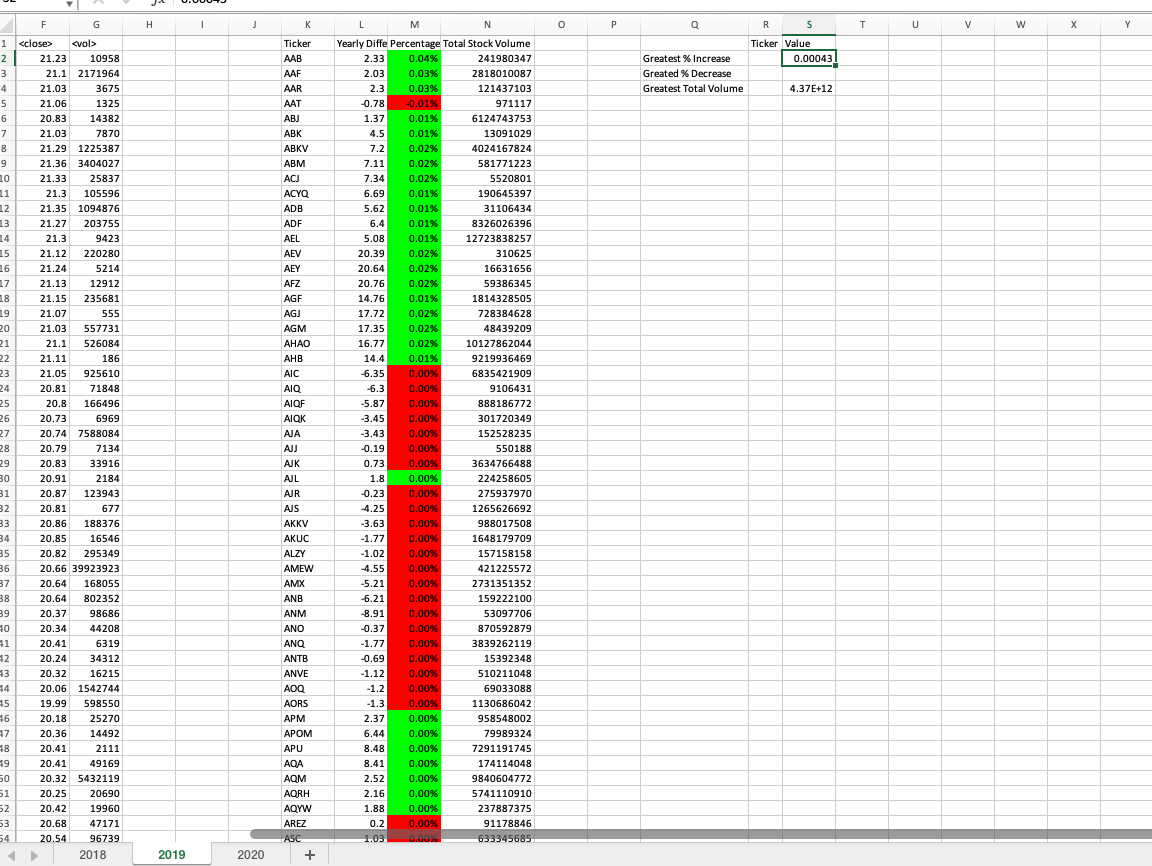 F G H I J K L M N O P Q R S T U V W X Y
1 <close> <vol> Ticker Yearly Diffe Percentage Total Stock Volume Ticker Value
2 21.23 10958 AAB 2.33 0.04% 241980347 Greatest % Increase 0.00043
3 21.1 2171964 AAF 2.03 0.03% 2818010087 Greated % Decrease
4 21.03 3675 AAR 2.3 0.03% 121437103 Greatest Total Volume 4.37E+12
5 21.06 1325 AAT -0.78 -0.01% 971117
6 20.83 14382 ABJ 1.37 0.01% 6124743753
7 21.03 7870 ABK 4.5 0.01% 13091029
8 21.29 1225387 ABKV 7.2 0.02% 4024167824
9 21.36 3404027 ABM 7.11 0.02% 581771223
10 21.33 25837 ACJ 7.34 0.02% 5520801
11 21.3 105596 ACYQ 6.69 0.01% 190645397
12 21.35 1094876 ADB 5.62 0.01% 31106434
13 21.27 203755 ADF 6.4 0.01% 8326026396
14 21.3 9423 AEL 5.08 0.01% 12723838257
15 21.12 220280 AEV 20.39 0.02% 310625
16 21.24 5214 AEY 20.64 0.02% 16631656
17 21.13 12912 AFZ 20.76 0.02% 59386345
18 21.15 235681 AGF 14.76 0.01% 1814328505
19 21.07 555 AGJ 17.72 0.02% 728384628
20 21.03 557731 AGM 17.35 0.02% 48439209
21 21.1 526084 AHAO 16.77 0.02% 10127862044
22 21.11 186 AHB 14.4 0.01% 9219936469
23 21.05 925610 AIC -6.35 0.00% 6835421909
24 20.81 71848 AIQ -6.3 0.00% 9106431
25 20.8 166496 AIQF -5.87 0.00% 888186772
26 20.73 6969 AIQK -3.45 0.00% 301720349
27 20.74 7588084 AJA -3.43 0.00% 152528235
28 20.79 7134 AJJ -0.19 0.00% 550188
29 20.83 33916 AJK 0.73 0.00% 3634766488
30 20.91 2184 AJL 1.8 0.00% 224258605
31 20.87 123943 AJR -0.23 0.00% 275937970
32 20.81 677 AJS -4.25 0.00% 1265626692
33 20.86 188376 AKKV -3.63 0.00% 988017508
34 20.85 16546 AKUC -1.77 0.00% 1648179709
35 20.82 295349 ALZY -1.02 0.00% 157158158
36 20.66 39923923 AMEW -4.55 0.00% 421225572
37 20.64 168055 AMX -5.21 0.00% 2731351352
38 20.64 802352 ANB -6.21 0.00% 159222100
39 20.37 98686 ANM -8.91 0.00% 53097706
40 20.34 44208 ANO -0.37 0.00% 870592879
41 20.41 6319 ANQ -1.77 0.00% 3839262119
42 20.24 34312 ANTB -0.69 0.00% 15392348
43 20.32 16215 ANVE -1.12 0.00% 510211048
44 20.06 1542744 AOQ -1.2 0.00% 69033088
45 19.99 598550 AORS -1.3 0.00% 1130686042
46 20.18 25270 APM 2.37 0.00% 958548002
47 20.36 14492 APOM 6.44 0.00% 79989324
48 20.41 2111 APU 8.48 0.00% 7291191745
49 20.41 49169 AQA 8.41 0.00% 174114048
50 20.32 5432119 AQM 2.52 0.00% 9840604772
51 20.25 20690 AQRH 2.16 0.00% 5741110910
52 20.42 19960 AQYW 1.88 0.00% 237887375
53 20.68 47171 AREZ 0.2 0.00% 91178846
54 20.54 96739 ASC 1.03 0.00% 633345685
2018 2019 2020 +